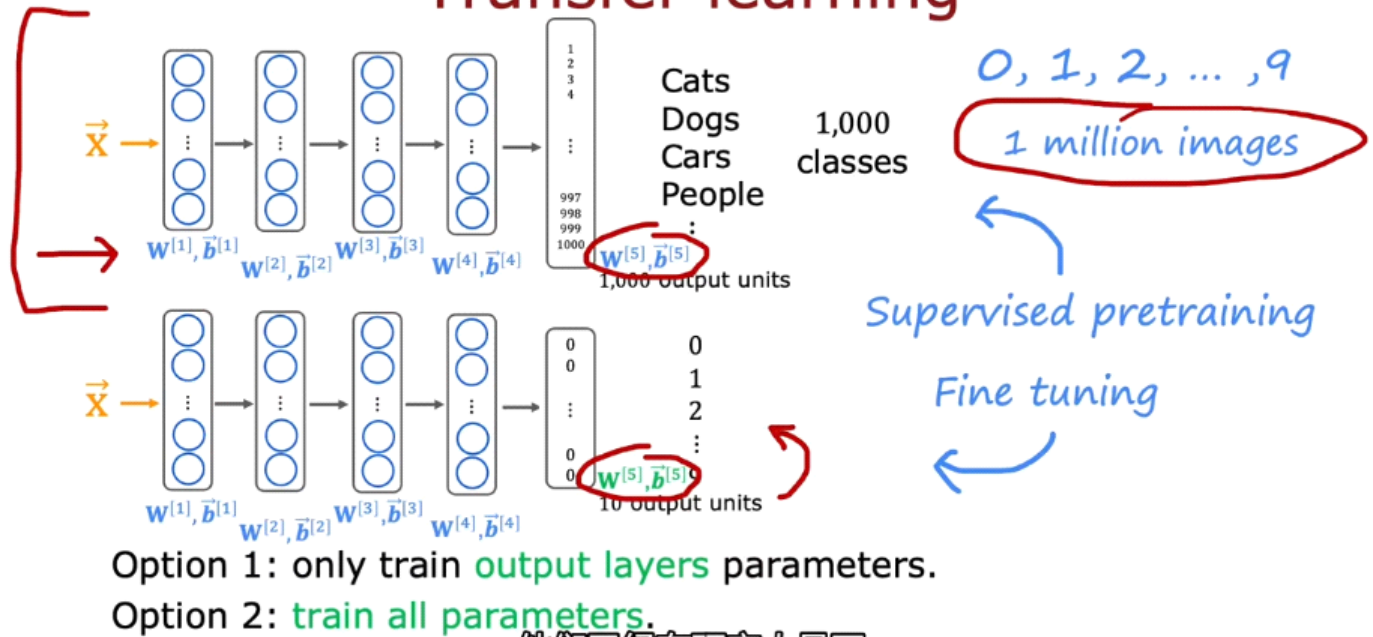 Transfer learning
0, 1, 2, ... ,9
1 million images
1
2
3
4
⋮
997
998
999
1000
Cats
Dogs
Cars
People
⋮
1,000
classes
x⃗
W[1], b⃗[1]
W[2], b⃗[2]
W[3], b⃗[3]
W[4], b⃗[4]
W[5], b⃗[5]
1,000 output units
Supervised pretraining
Fine tuning
x⃗
0
0
⋮
0
0
0
1
2
⋮
9
W[1], b⃗[1]
W[2], b⃗[2]
W[3], b⃗[3]
W[4], b⃗[4]
W[5], b⃗[5]
10 output units
Option 1: only train output layers parameters.
Option 2: train all parameters.